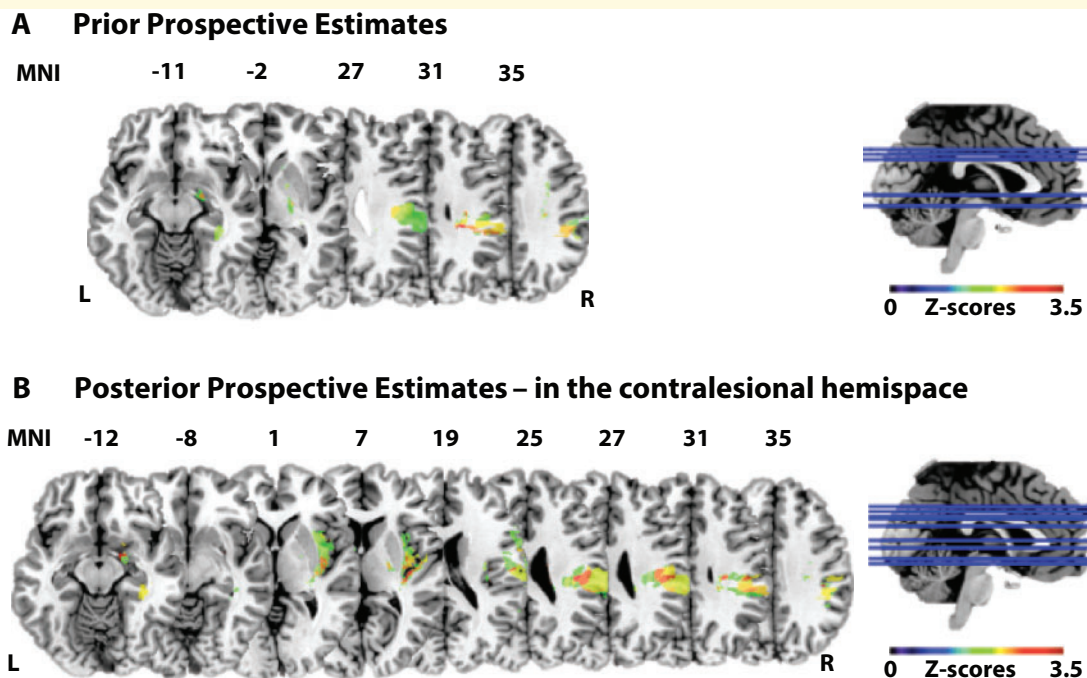 A Prior Prospective Estimates
MNI -11 -2 27 31 35
L R
0 Z-scores 3.5
B Posterior Prospective Estimates – in the contralesional hemispace
MNI -12 -8 1 7 19 25 27 31 35
L R
0 Z-scores 3.5